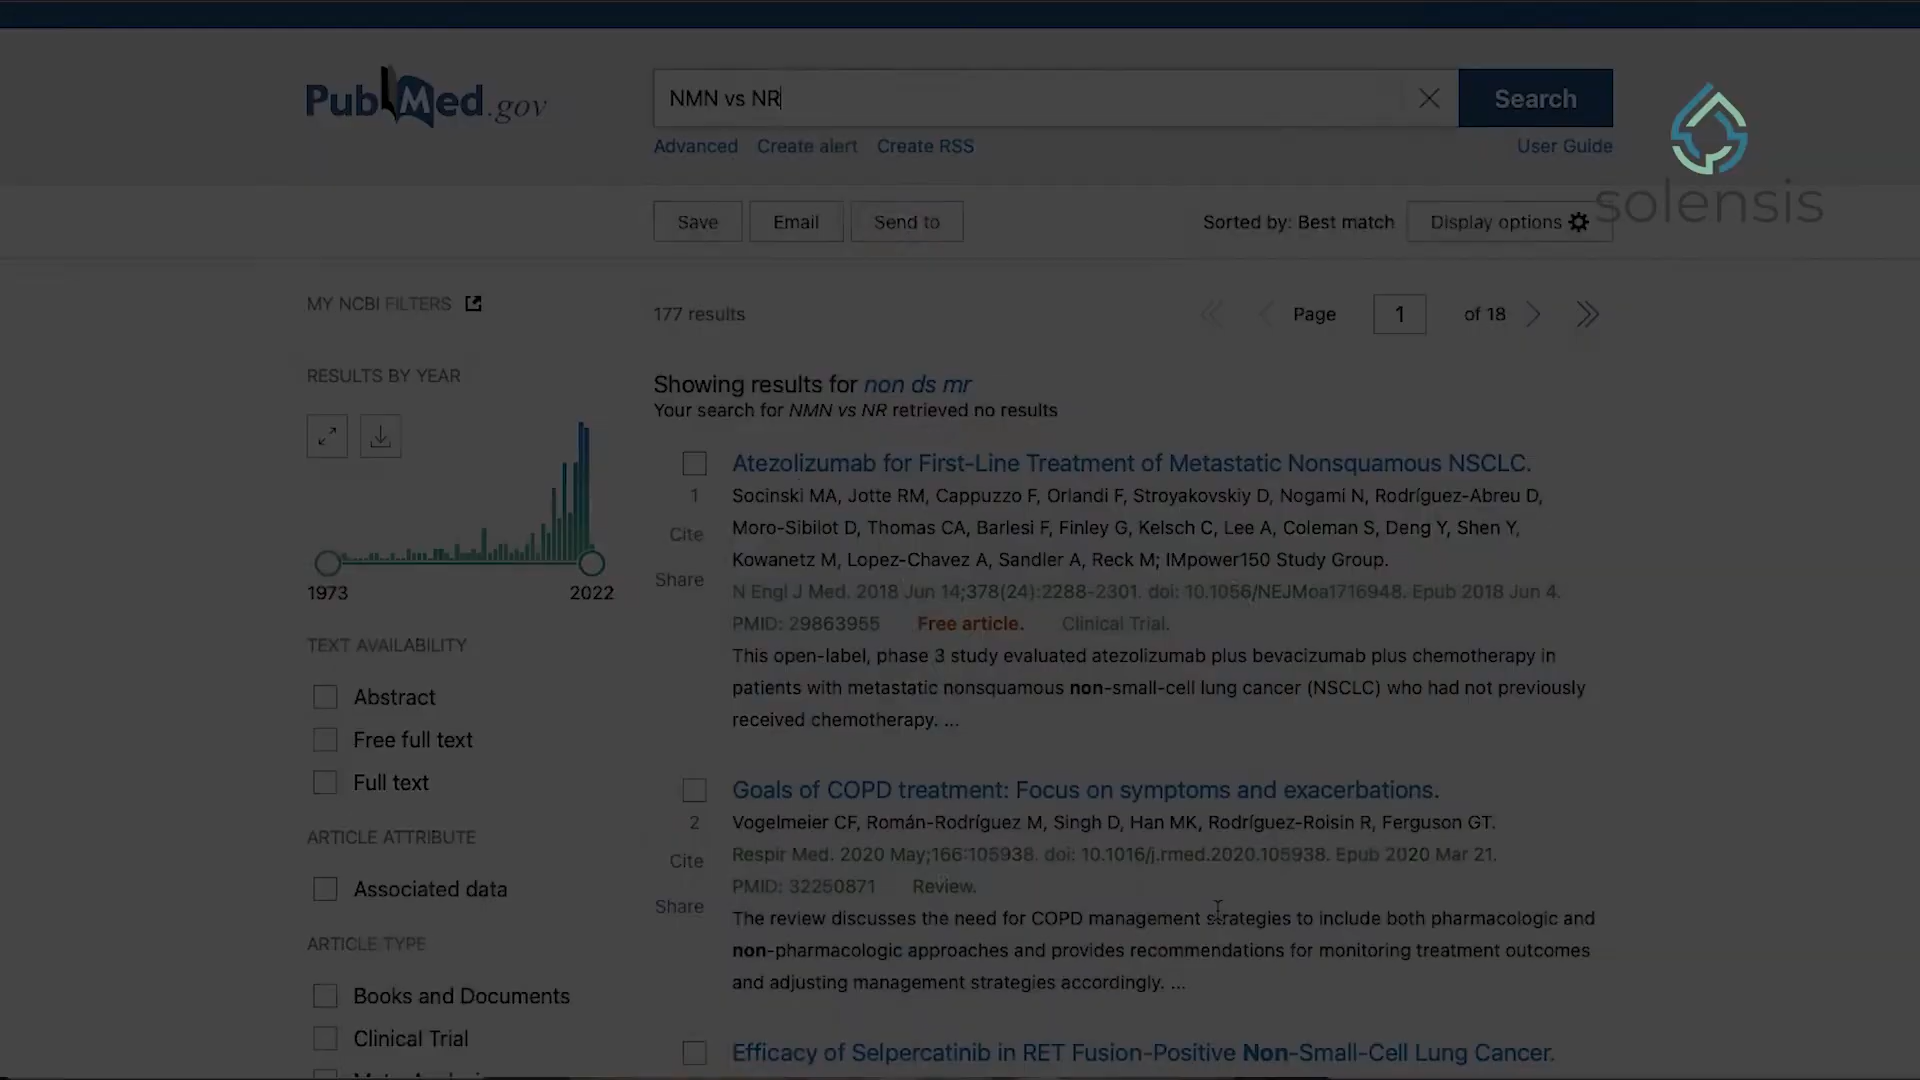 PubMed.gov
NMN vs NR
Search
Advanced Create alert Create RSS
User Guide
solensis
Save Email Send to
Sorted by: Best match
Display options
MY NCBI FILTERS
177 results
Page 1 of 18
RESULTS BY YEAR
1973 2022
TEXT AVAILABILITY
Abstract
Free full text
Full text
ARTICLE ATTRIBUTE
Associated data
ARTICLE TYPE
Books and Documents
Clinical Trial
Showing results for non ds mr
Your search for NMN vs NR retrieved no results
Atezolizumab for First-Line Treatment of Metastatic Nonsquamous NSCLC.
1
Cite
Share
Socinski MA, Jotte RM, Cappuzzo F, Orlandi F, Stroyakovskiy D, Nogami N, Rodríguez-Abreu D,
Moro-Sibilot D, Thomas CA, Barlesi F, Finley G, Kelsch C, Lee A, Coleman S, Deng Y, Shen Y,
Kowanetz M, Lopez-Chavez A, Sandler A, Reck M; IMpower150 Study Group.
N Engl J Med. 2018 Jun 14;378(24):2288-2301. doi: 10.1056/NEJMoa1716948. Epub 2018 Jun 4.
PMID: 29863955 Free article. Clinical Trial.
This open-label, phase 3 study evaluated atezolizumab plus bevacizumab plus chemotherapy in
patients with metastatic nonsquamous non-small-cell lung cancer (NSCLC) who had not previously
received chemotherapy. ...
Goals of COPD treatment: Focus on symptoms and exacerbations.
2
Cite
Share
Vogelmeier CF, Román-Rodríguez M, Singh D, Han MK, Rodríguez-Roisin R, Ferguson GT.
Respir Med. 2020 May;166:105938. doi: 10.1016/j.rmed.2020.105938. Epub 2020 Mar 21.
PMID: 32250871 Review.
The review discusses the need for COPD management strategies to include both pharmacologic and
non-pharmacologic approaches and provides recommendations for monitoring treatment outcomes
and adjusting management strategies accordingly. ...
Efficacy of Selpercatinib in RET Fusion-Positive Non-Small-Cell Lung Cancer.